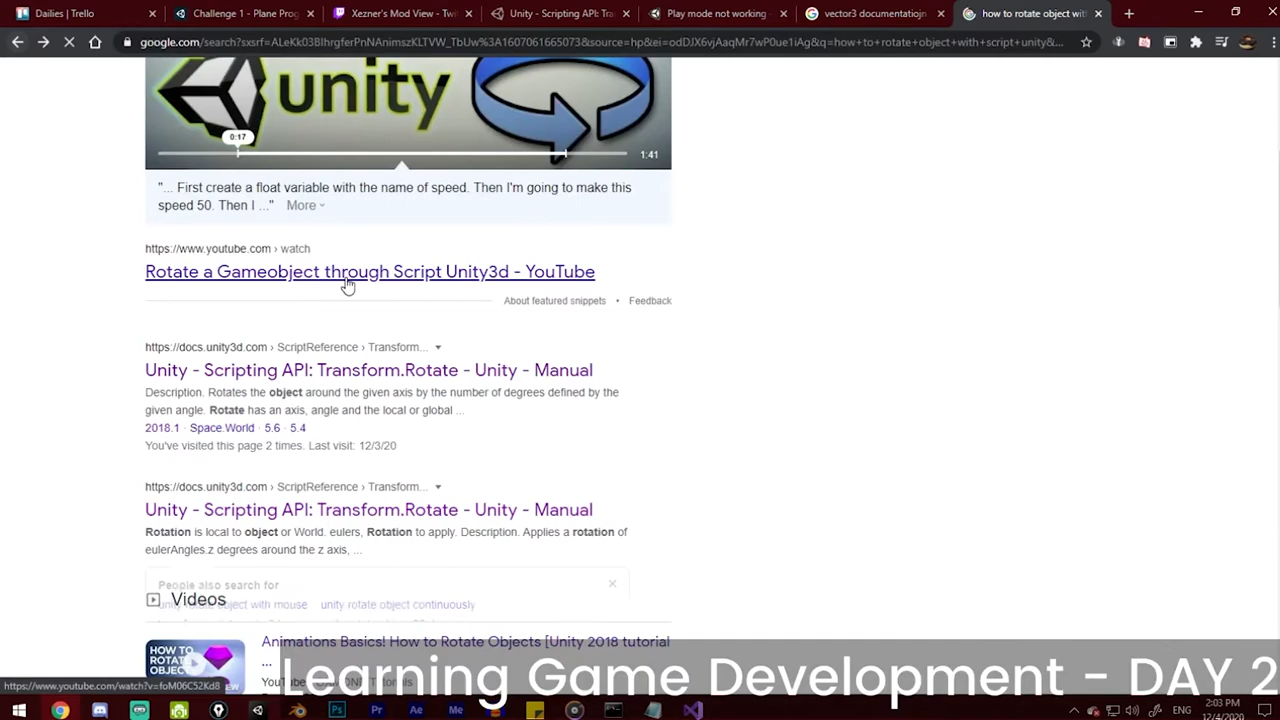 Dailies | Trello
Challenge 1 - Plane Prog
Xezner's Mod View - Tw
Unity - Scripting API: Tra
Play mode not working -
vector3 documentatiojn
how to rotate object wit
google.com/search?sxsrf=ALeKk03BIhrgferPnNAnimszKLTVW_TbUw%3A1607061665073&source=hp&ei=odDJX6vjAaqMr7wP0ue1iAg&q=how+to+rotate+object+with+script+unity&...
unity
0:17
1:41
"... First create a float variable with the name of speed. Then I'm going to make this
speed 50. Then I ..." More
https://www.youtube.com › watch
Rotate a Gameobject through Script Unity3d - YouTube
About featured snippets • Feedback
https://docs.unity3d.com › ScriptReference › Transform...
Unity - Scripting API: Transform.Rotate - Unity - Manual
Description. Rotates the object around the given axis by the number of degrees defined by the
given angle. Rotate has an axis, angle and the local or global ...
2018.1 · Space.World · 5.6 · 5.4
You've visited this page 2 times. Last visit: 12/3/20
https://docs.unity3d.com › ScriptReference › Transform...
Unity - Scripting API: Transform.Rotate - Unity - Manual
Rotation is local to object or World. eulers, Rotation to apply. Description. Applies a rotation of
eulerAngles.z degrees around the z axis, ...
People also search for
Videos
unity rotate object with mouse unity rotate object continuously
Animations Basics! How to Rotate Objects [Unity 2018 tutorial
...
HOW TO
ROTATE
OBJECTS
https://www.youtube.com/watch?v=foM06C52Kd8
Learning Game Development - DAY 2
2:03 PM
12/4/2020